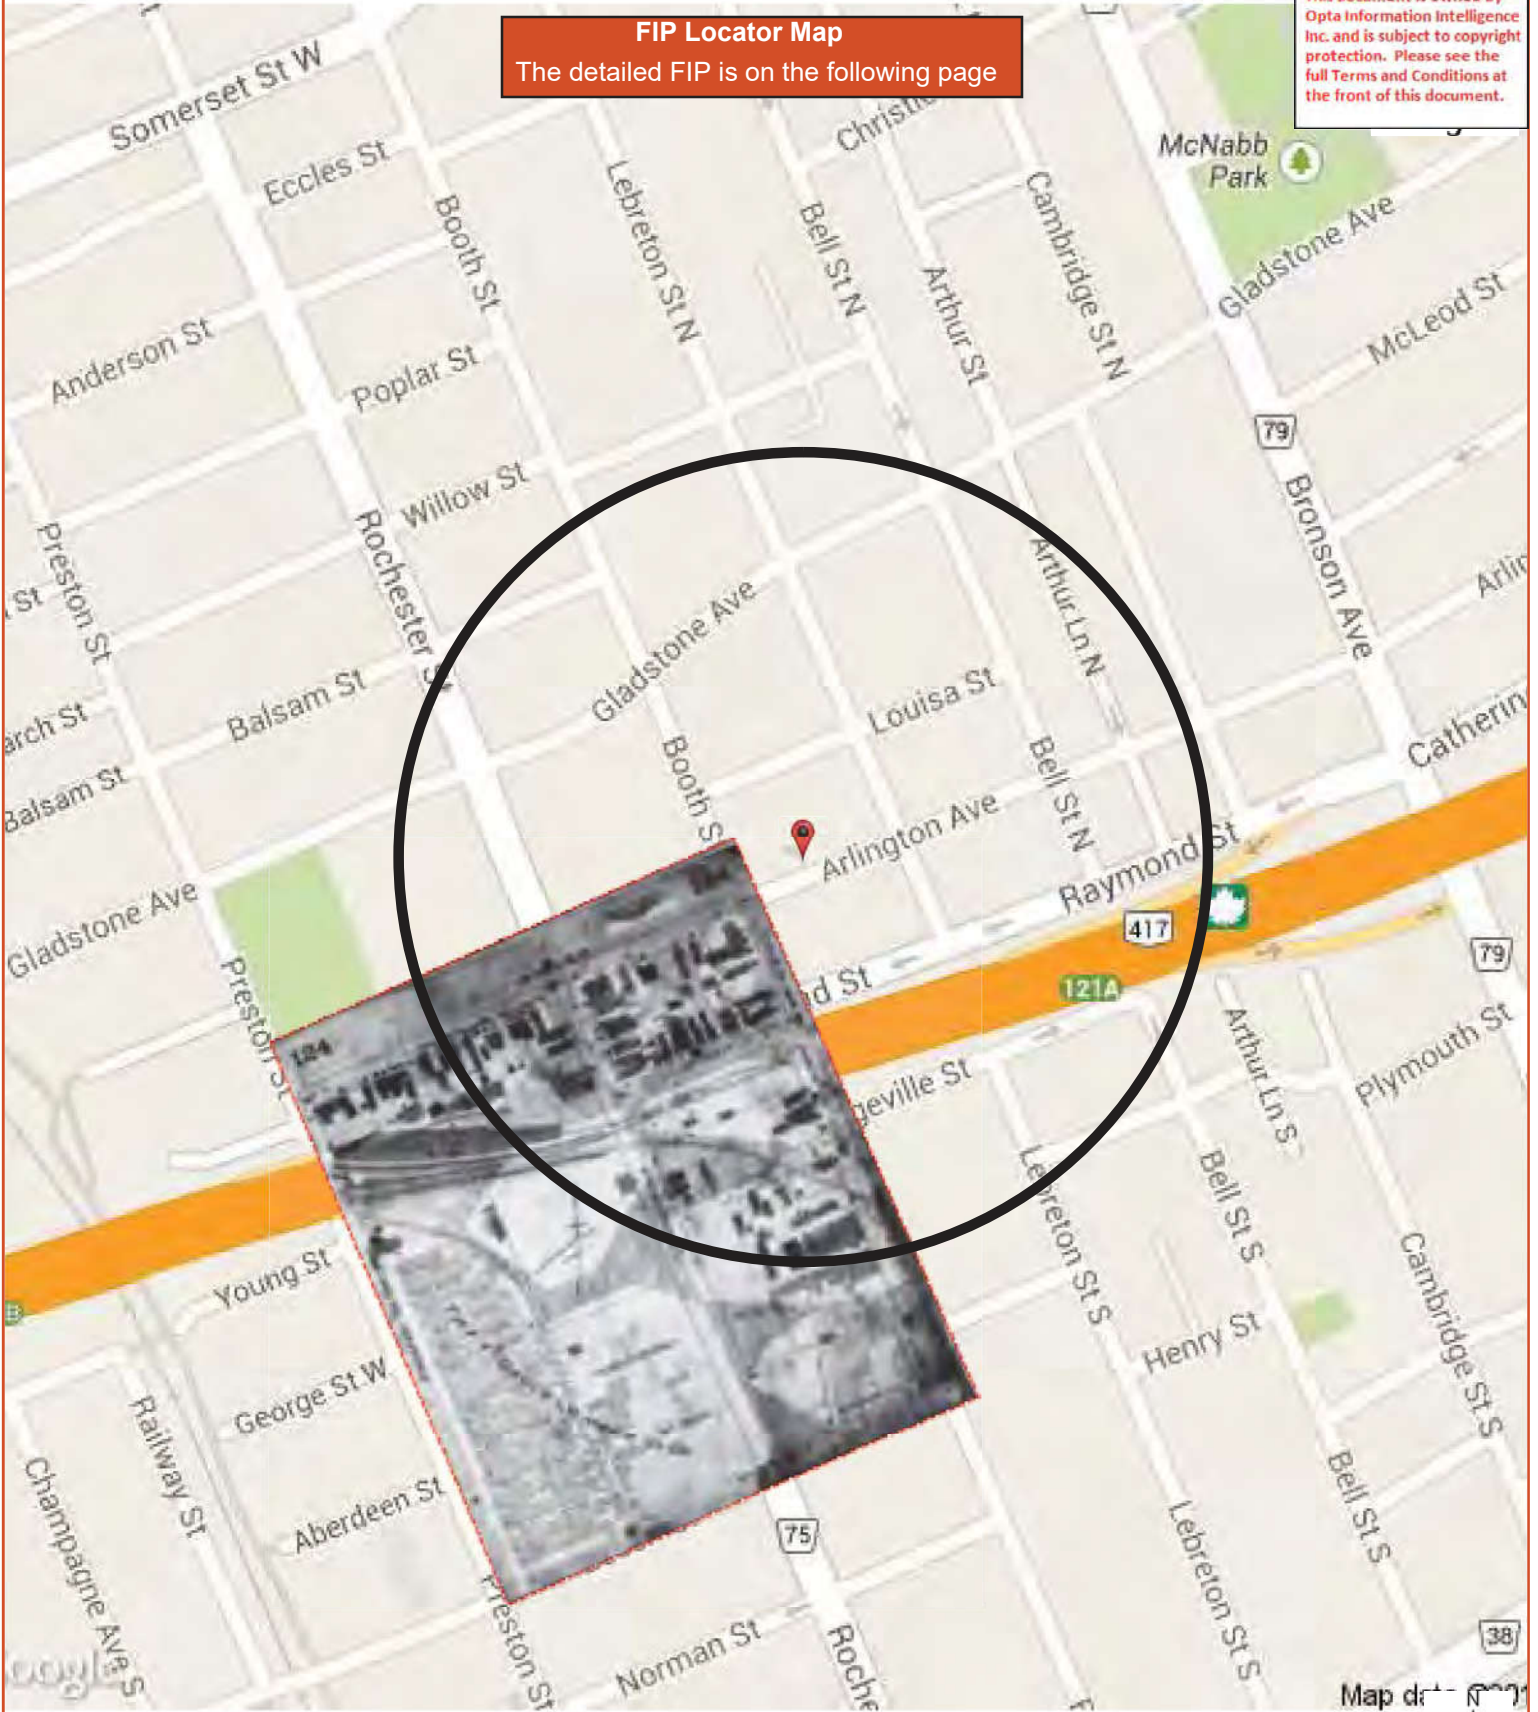 FIP Locator Map
The detailed FIP is on the following page
Opta Information Intelligence
Inc. and is subject to copyright
protection. Please see the
full Terms and Conditions at
the front of this document.
Somerset St W
Eccles St
Booth St
Lebreton St N
Bell St N
Arthur St
Cambridge St N
McNabb
Park
Gladstone Ave
McLeod St
Anderson St
Poplar St
Willow St
79
Preston St
Rochester St
Bronson Ave
St
Arthur Ln N
Balsam St
Gladstone Ave
Louisa St
Balsam St
Booth S
Bell St N
Arlington Ave
Raymond St
417
Gladstone Ave
Preston St
d St
121A
79
124
geville St
Arthur Ln S
Plymouth St
Lebreton St S
Bell St S
Young St
Henry St
Cambridge St S
George St W
Railway St
Champagne Ave S
Aberdeen St
75
Bell St S
Lebreton St S
Preston St
Norman St
Roche
38
Map da
N